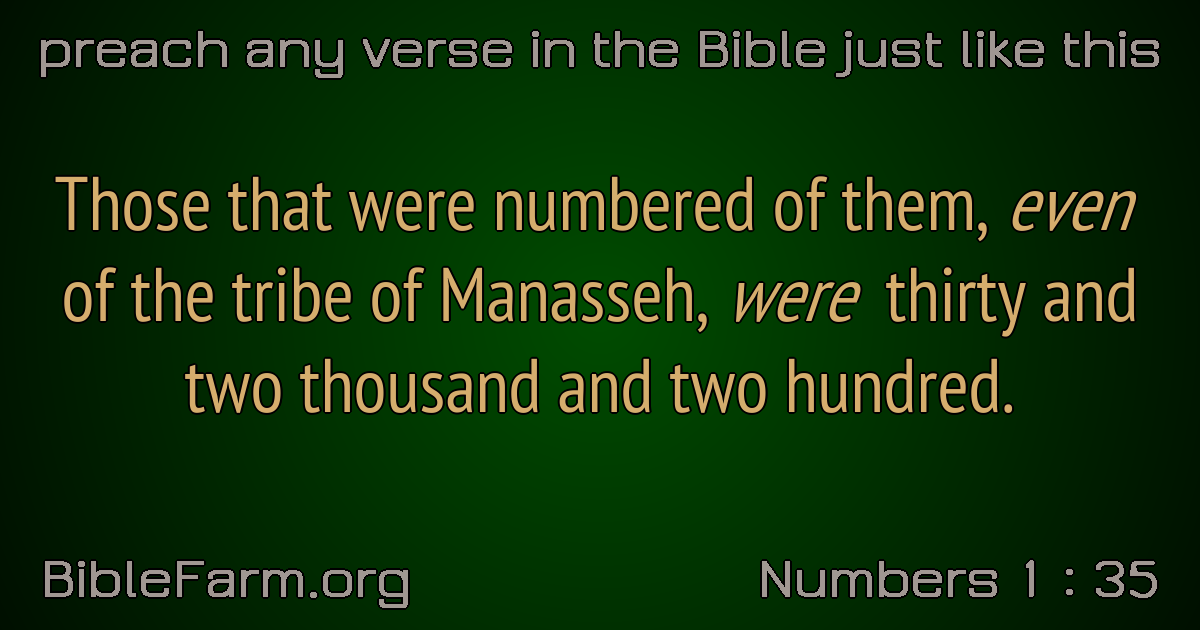 preach any verse in the Bible just like this
Those that were numbered of them, even
of the tribe of Manasseh, were thirty and
two thousand and two hundred.
BibleFarm.org
Numbers 1 : 35